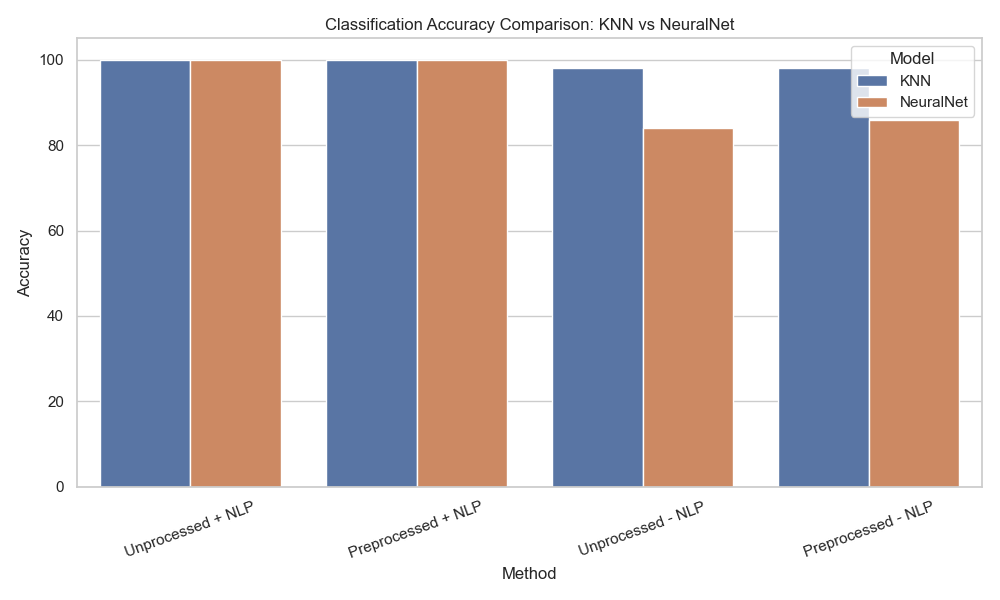 Classification Accuracy Comparison: KNN vs NeuralNet
Model
KNN
NeuralNet
Accuracy
100
80
60
40
20
0
Unprocessed + NLP
Preprocessed + NLP
Unprocessed - NLP
Preprocessed - NLP
Method